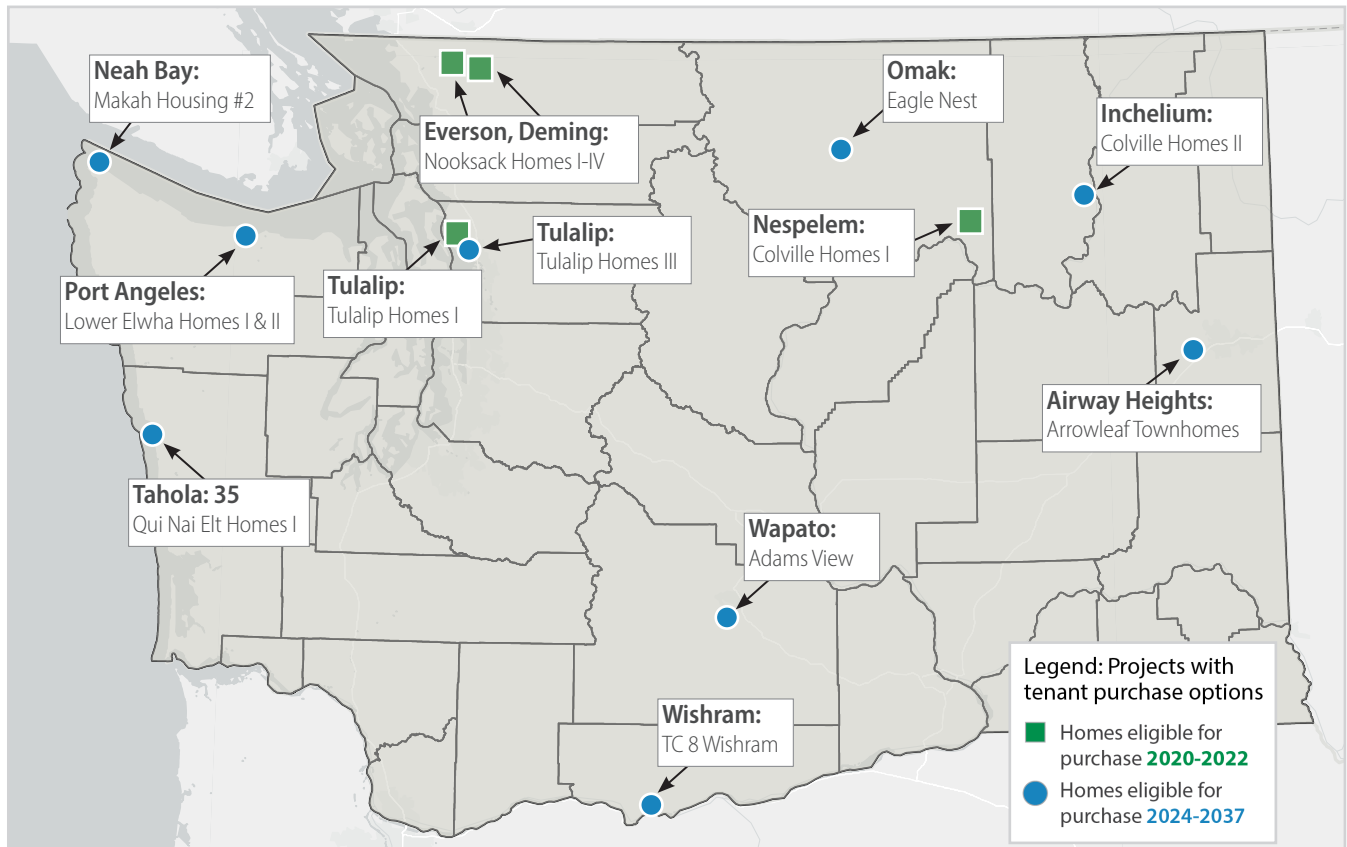 Neah Bay:
Makah Housing #2
Everson, Deming:
Nooksack Homes I-IV
Omak:
Eagle Nest
Inchelium:
Colville Homes II
Nespelem:
Colville Homes I
Tulalip:
Tulalip Homes III
Tulalip:
Tulalip Homes I
Port Angeles:
Lower Elwha Homes I & II
Airway Heights:
Arrowleaf Townhomes
Tahola: 35
Qui Nai Elt Homes I
Wapato:
Adams View
Wishram:
TC 8 Wishram
Legend: Projects with
tenant purchase options
Homes eligible for
purchase 2020-2022
Homes eligible for
purchase 2024-2037